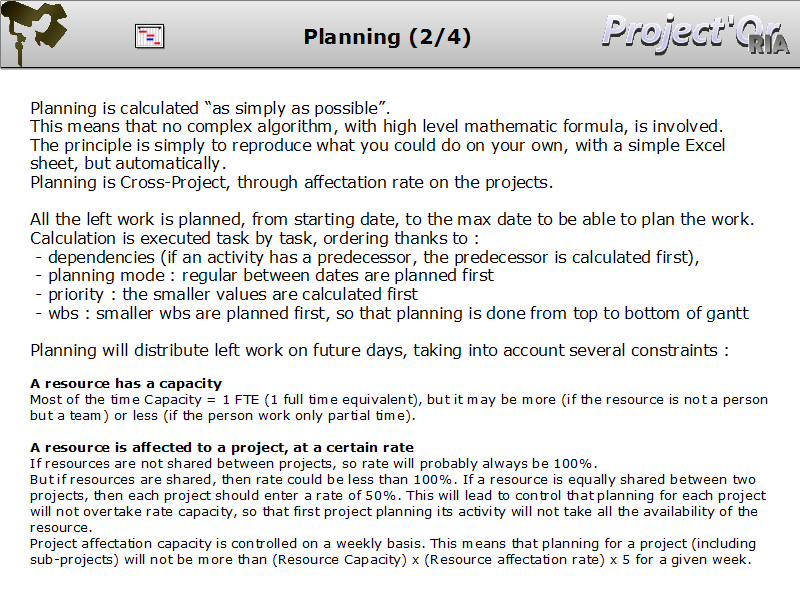 Planning (2/4)
Project'Or
RIA
Planning is calculated “as simply as possible”.
This means that no complex algorithm, with high level mathematic formula, is involved.
The principle is simply to reproduce what you could do on your own, with a simple Excel
sheet, but automatically.
Planning is Cross-Project, through affectation rate on the projects.
All the left work is planned, from starting date, to the max date to be able to plan the work.
Calculation is executed task by task, ordering thanks to :
- dependencies (if an activity has a predecessor, the predecessor is calculated first),
- planning mode : regular between dates are planned first
- priority : the smaller values are calculated first
- wbs : smaller wbs are planned first, so that planning is done from top to bottom of gantt
Planning will distribute left work on future days, taking into account several constraints :
A resource has a capacity
Most of the time Capacity = 1 FTE (1 full time equivalent), but it may be more (if the resource is not a person
but a team) or less (if the person work only partial time).
A resource is affected to a project, at a certain rate
If resources are not shared between projects, so rate will probably always be 100%.
But if resources are shared, then rate could be less than 100%. If a resource is equally shared between two
projects, then each project should enter a rate of 50%. This will lead to control that planning for each project
will not overtake rate capacity, so that first project planning its activity will not take all the availability of the
resource.
Project affectation capacity is controlled on a weekly basis. This means that planning for a project (including
sub-projects) will not be more than (Resource Capacity) x (Resource affectation rate) x 5 for a given week.